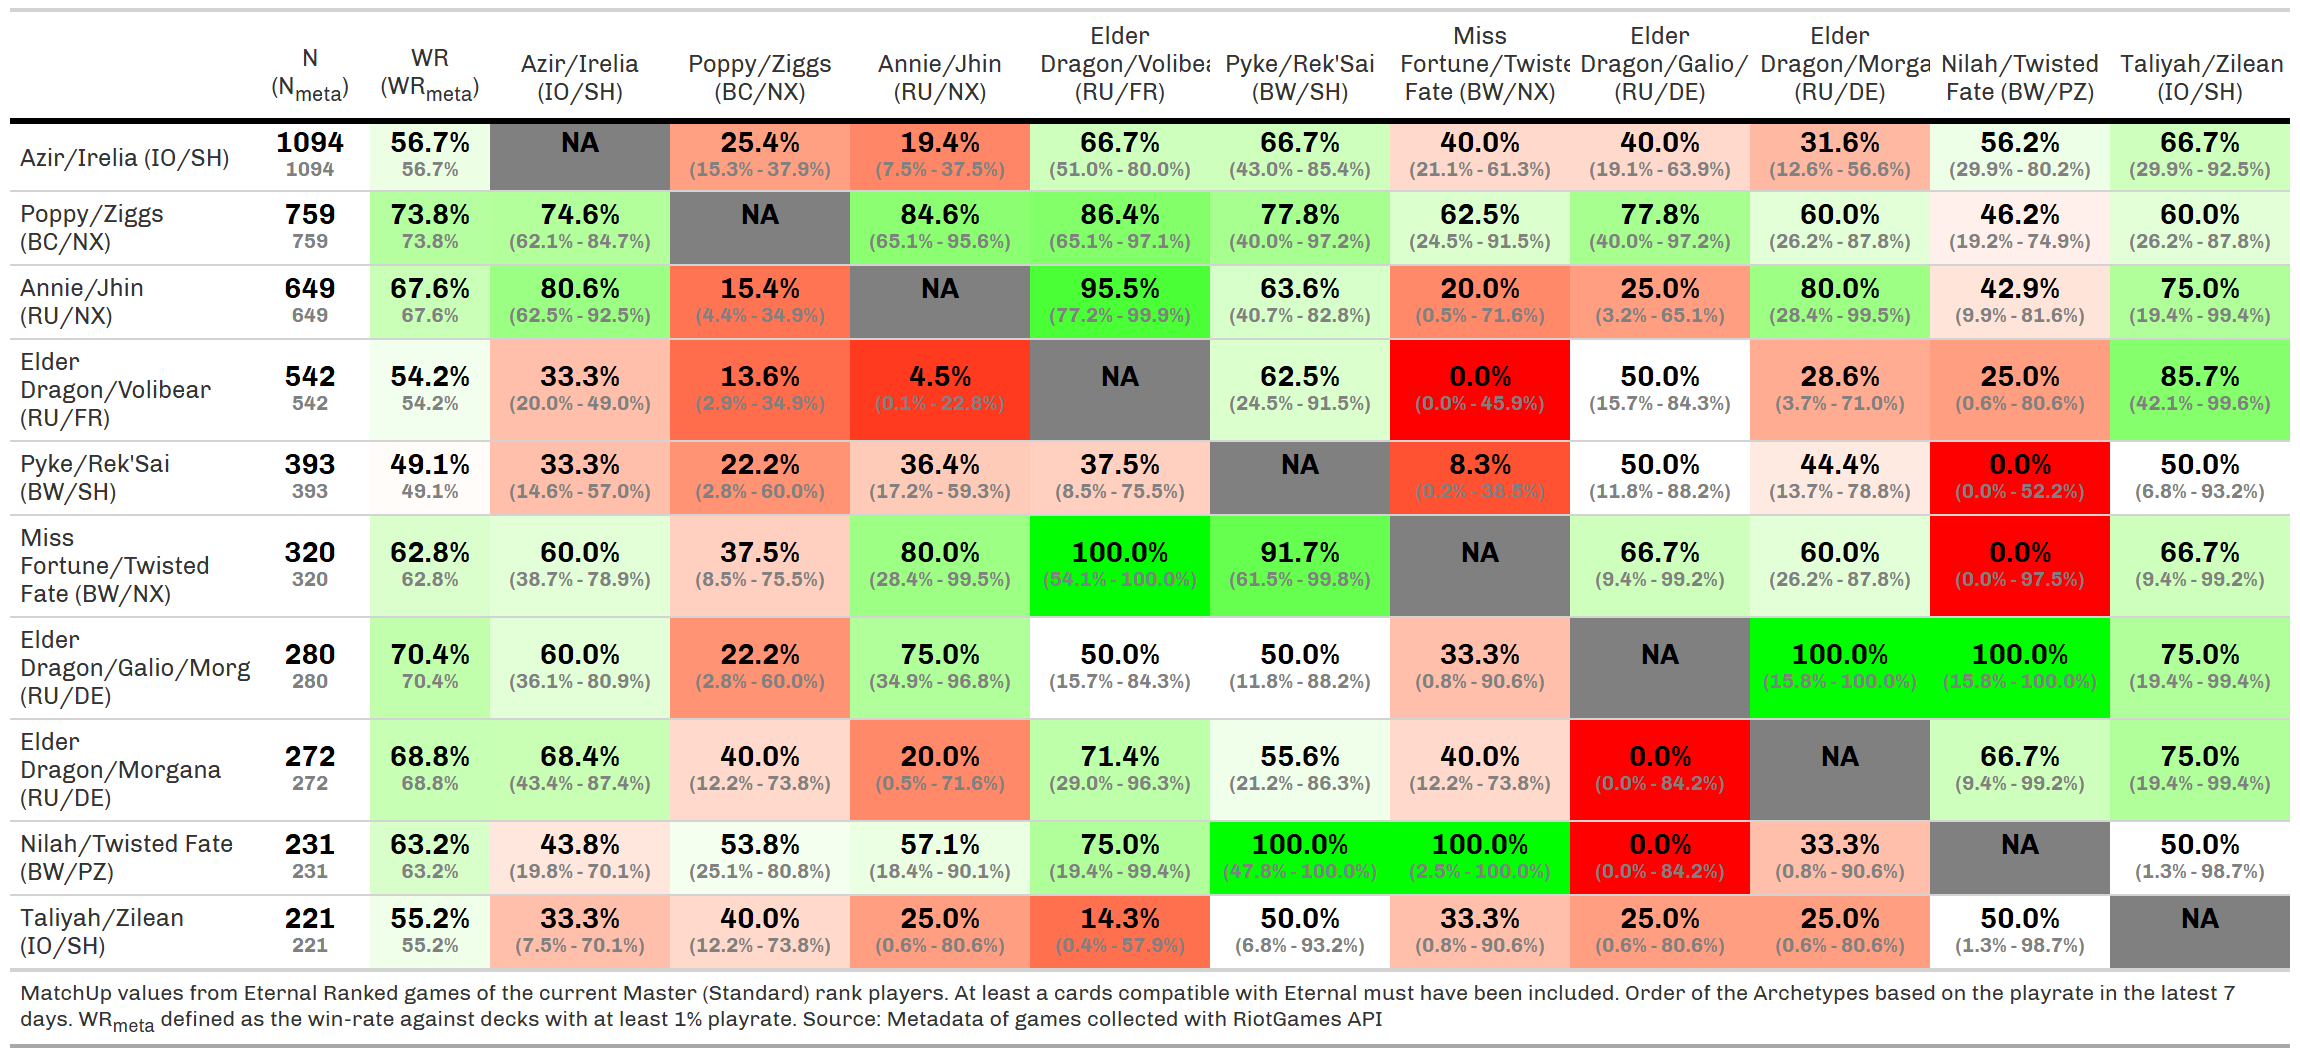 N
(Nmeta)
WR
(WRmeta)
Azir/Irelia
(IO/SH)
Poppy/Ziggs
(BC/NX)
Annie/Jhin
(RU/NX)
Elder
Dragon/Volibea
(RU/FR)
Pyke/Rek'Sai
(BW/SH)
Miss
Fortune/Twiste
Fate (BW/NX)
Elder
Dragon/Galio/
(RU/DE)
Elder
Dragon/Morga
(RU/DE)
Nilah/Twisted
Fate (BW/PZ)
Taliyah/Zilean
(IO/SH)
Azir/Irelia (IO/SH)
1094 56.7% NA 25.4% 19.4% 66.7% 66.7% 40.0% 40.0% 31.6% 56.2% 66.7%
1094 56.7% (15.3% - 37.9%) (7.5% - 37.5%) (51.0% - 80.0%) (43.0% - 85.4%) (21.1% - 61.3%) (19.1% - 63.9%) (12.6% - 56.6%) (29.9% - 80.2%) (29.9% - 92.5%)
Poppy/Ziggs
(BC/NX)
759 73.8% 74.6% NA 84.6% 86.4% 77.8% 62.5% 77.8% 60.0% 46.2% 60.0%
759 73.8% (62.1% - 84.7%) (65.1% - 95.6%) (65.1% - 97.1%) (40.0% - 97.2%) (24.5% - 91.5%) (40.0% - 97.2%) (26.2% - 87.8%) (19.2% - 74.9%) (26.2% - 87.8%)
Annie/Jhin
(RU/NX)
649 67.6% 80.6% 15.4% NA 95.5% 63.6% 20.0% 25.0% 80.0% 42.9% 75.0%
649 67.6% (62.5% - 92.5%) (4.4% - 34.9%) (77.2% - 99.9%) (40.7% - 82.8%) (0.5% - 71.6%) (3.2% - 65.1%) (28.4% - 99.5%) (9.9% - 81.6%) (19.4% - 99.4%)
Elder
Dragon/Volibear
(RU/FR)
542 54.2% 33.3% 13.6% 4.5% NA 62.5% 0.0% 50.0% 28.6% 25.0% 85.7%
542 54.2% (20.0% - 49.0%) (2.9% - 34.9%) (0.1% - 22.8%) (24.5% - 91.5%) (0.0% - 45.9%) (15.7% - 84.3%) (3.7% - 71.0%) (0.6% - 80.6%) (42.1% - 99.6%)
Pyke/Rek'Sai
(BW/SH)
393 49.1% 33.3% 22.2% 36.4% 37.5% NA 8.3% 50.0% 44.4% 0.0% 50.0%
393 49.1% (14.6% - 57.0%) (2.8% - 60.0%) (17.2% - 59.3%) (8.5% - 75.5%) (0.2% - 38.5%) (11.8% - 88.2%) (13.7% - 78.8%) (0.0% - 52.2%) (6.8% - 93.2%)
Miss
Fortune/Twisted
Fate (BW/NX)
320 62.8% 60.0% 37.5% 80.0% 100.0% 91.7% NA 66.7% 60.0% 0.0% 66.7%
320 62.8% (38.7% - 78.9%) (8.5% - 75.5%) (28.4% - 99.5%) (54.1% - 100.0%) (61.5% - 99.8%) (9.4% - 99.2%) (26.2% - 87.8%) (0.0% - 97.5%) (9.4% - 99.2%)
Elder
Dragon/Galio/Morg
(RU/DE)
280 70.4% 60.0% 22.2% 75.0% 50.0% 50.0% 33.3% NA 100.0% 100.0% 75.0%
280 70.4% (36.1% - 80.9%) (2.8% - 60.0%) (34.9% - 96.8%) (15.7% - 84.3%) (11.8% - 88.2%) (0.8% - 90.6%) (15.8% - 100.0%) (15.8% - 100.0%) (19.4% - 99.4%)
Elder
Dragon/Morgana
(RU/DE)
272 68.8% 68.4% 40.0% 20.0% 71.4% 55.6% 40.0% 0.0% NA 66.7% 75.0%
272 68.8% (43.4% - 87.4%) (12.2% - 73.8%) (0.5% - 71.6%) (29.0% - 96.3%) (21.2% - 86.3%) (12.2% - 73.8%) (0.0% - 84.2%) (9.4% - 99.2%) (19.4% - 99.4%)
Nilah/Twisted Fate
(BW/PZ)
231 63.2% 43.8% 53.8% 57.1% 75.0% 100.0% 100.0% 0.0% 33.3% NA 50.0%
231 63.2% (19.8% - 70.1%) (25.1% - 80.8%) (18.4% - 90.1%) (19.4% - 99.4%) (47.8% - 100.0%) (2.5% - 100.0%) (0.0% - 84.2%) (0.8% - 90.6%) (1.3% - 98.7%)
Taliyah/Zilean
(IO/SH)
221 55.2% 33.3% 40.0% 25.0% 14.3% 50.0% 33.3% 25.0% 25.0% 50.0% NA
221 55.2% (7.5% - 70.1%) (12.2% - 73.8%) (0.6% - 80.6%) (0.4% - 57.9%) (6.8% - 93.2%) (0.8% - 90.6%) (0.6% - 80.6%) (0.6% - 80.6%) (1.3% - 98.7%)
MatchUp values from Eternal Ranked games of the current Master (Standard) rank players. At least a cards compatible with Eternal must have been included. Order of the Archetypes based on the playrate in the latest 7
days. WRmeta defined as the win-rate against decks with at least 1% playrate. Source: Metadata of games collected with RiotGames API